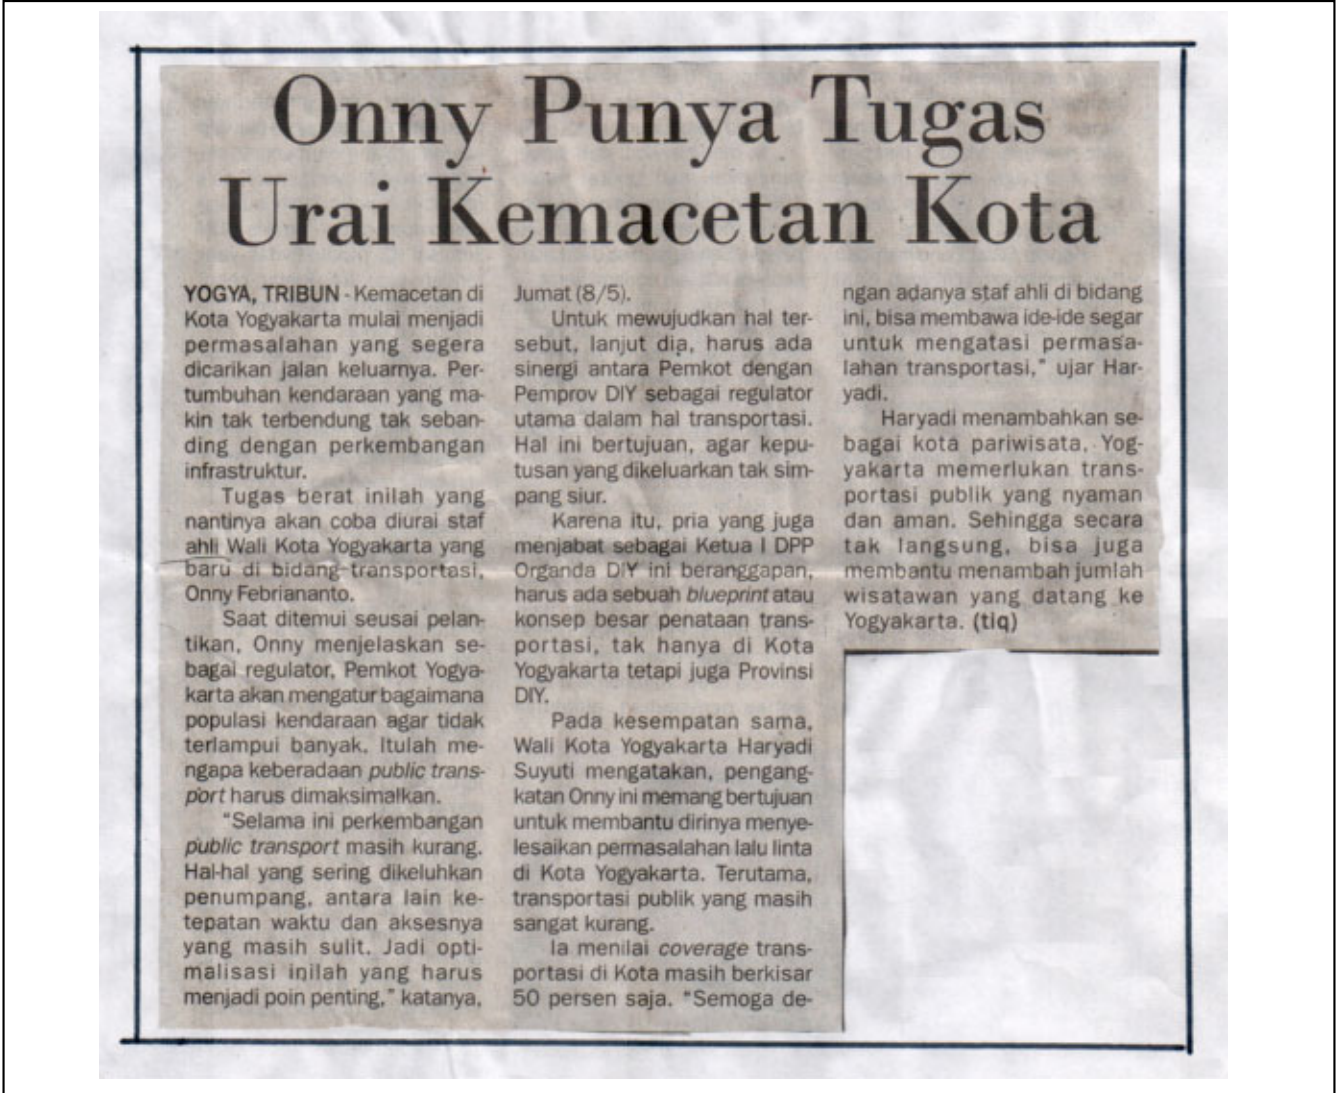 Onny Punya Tugas
Urai Kemacetan Kota
YOGYA, TRIBUN - Kemacetan di
Kota Yogyakarta mulai menjadi
permasalahan yang segera
dicarikan jalan keluarnya. Per-
tumbuhan kendaraan yang ma-
kin tak terbendung tak seban-
ding dengan perkembangan
infrastruktur.
Tugas berat inilah yang
nantinya akan coba diurai staf
ahli Wali Kota Yogyakarta yang
baru di bidang transportasi,
Onny Febriananto.
Saat ditemui seusai pelan-
tikan, Onny menjelaskan se-
bagai regulator, Pemkot Yogya-
karta akan mengatur bagaimana
populasi kendaraan agar tidak
terlampui banyak. Itulah me-
ngapa keberadaan public trans-
port harus dimaksimalkan.
"Selama ini perkembangan
public transport masih kurang.
Hal-hal yang sering dikeluhkan
penumpang, antara lain ke-
tepatan waktu dan aksesnya
yang masih sulit. Jadi opti-
malisasi inilah yang harus
menjadi poin penting," katanya,
Jumat (8/5).
Untuk mewujudkan hal ter-
sebut, lanjut dia, harus ada
sinergi antara Pemkot dengan
Pemprov DIY sebagai regulator
utama dalam hal transportasi.
Hal ini bertujuan, agar kepu-
tusan yang dikeluarkan tak sim-
pang siur.
Karena itu, pria yang juga
menjabat sebagai Ketua I DPP
Organda DIY ini beranggapan,
harus ada sebuah blueprint atau
konsep besar penataan trans-
portasi, tak hanya di Kota
Yogyakarta tetapi juga Provinsi
DIY.
Pada kesempatan sama,
Wali Kota Yogyakarta Haryadi
Suyuti mengatakan, pengang-
katan Onny ini memang bertujuan
untuk membantu dirinya menye-
lesaikan permasalahan lalu linta
di Kota Yogyakarta. Terutama,
transportasi publik yang masih
sangat kurang.
Ia menilai coverage trans-
portasi di Kota masih berkisar
50 persen saja. "Semoga de-
ngan adanya staf ahli di bidang
ini, bisa membawa ide-ide segar
untuk mengatasi permasa-
lahan transportasi," ujar Har-
yadi.
Haryadi menambahkan se-
bagai kota pariwisata, Yog-
yakarta memerlukan trans-
portasi publik yang nyaman
dan aman. Sehingga secara
tak langsung, bisa juga
membantu menambah jumlah
wisatawan yang datang ke
Yogyakarta. (tiq)